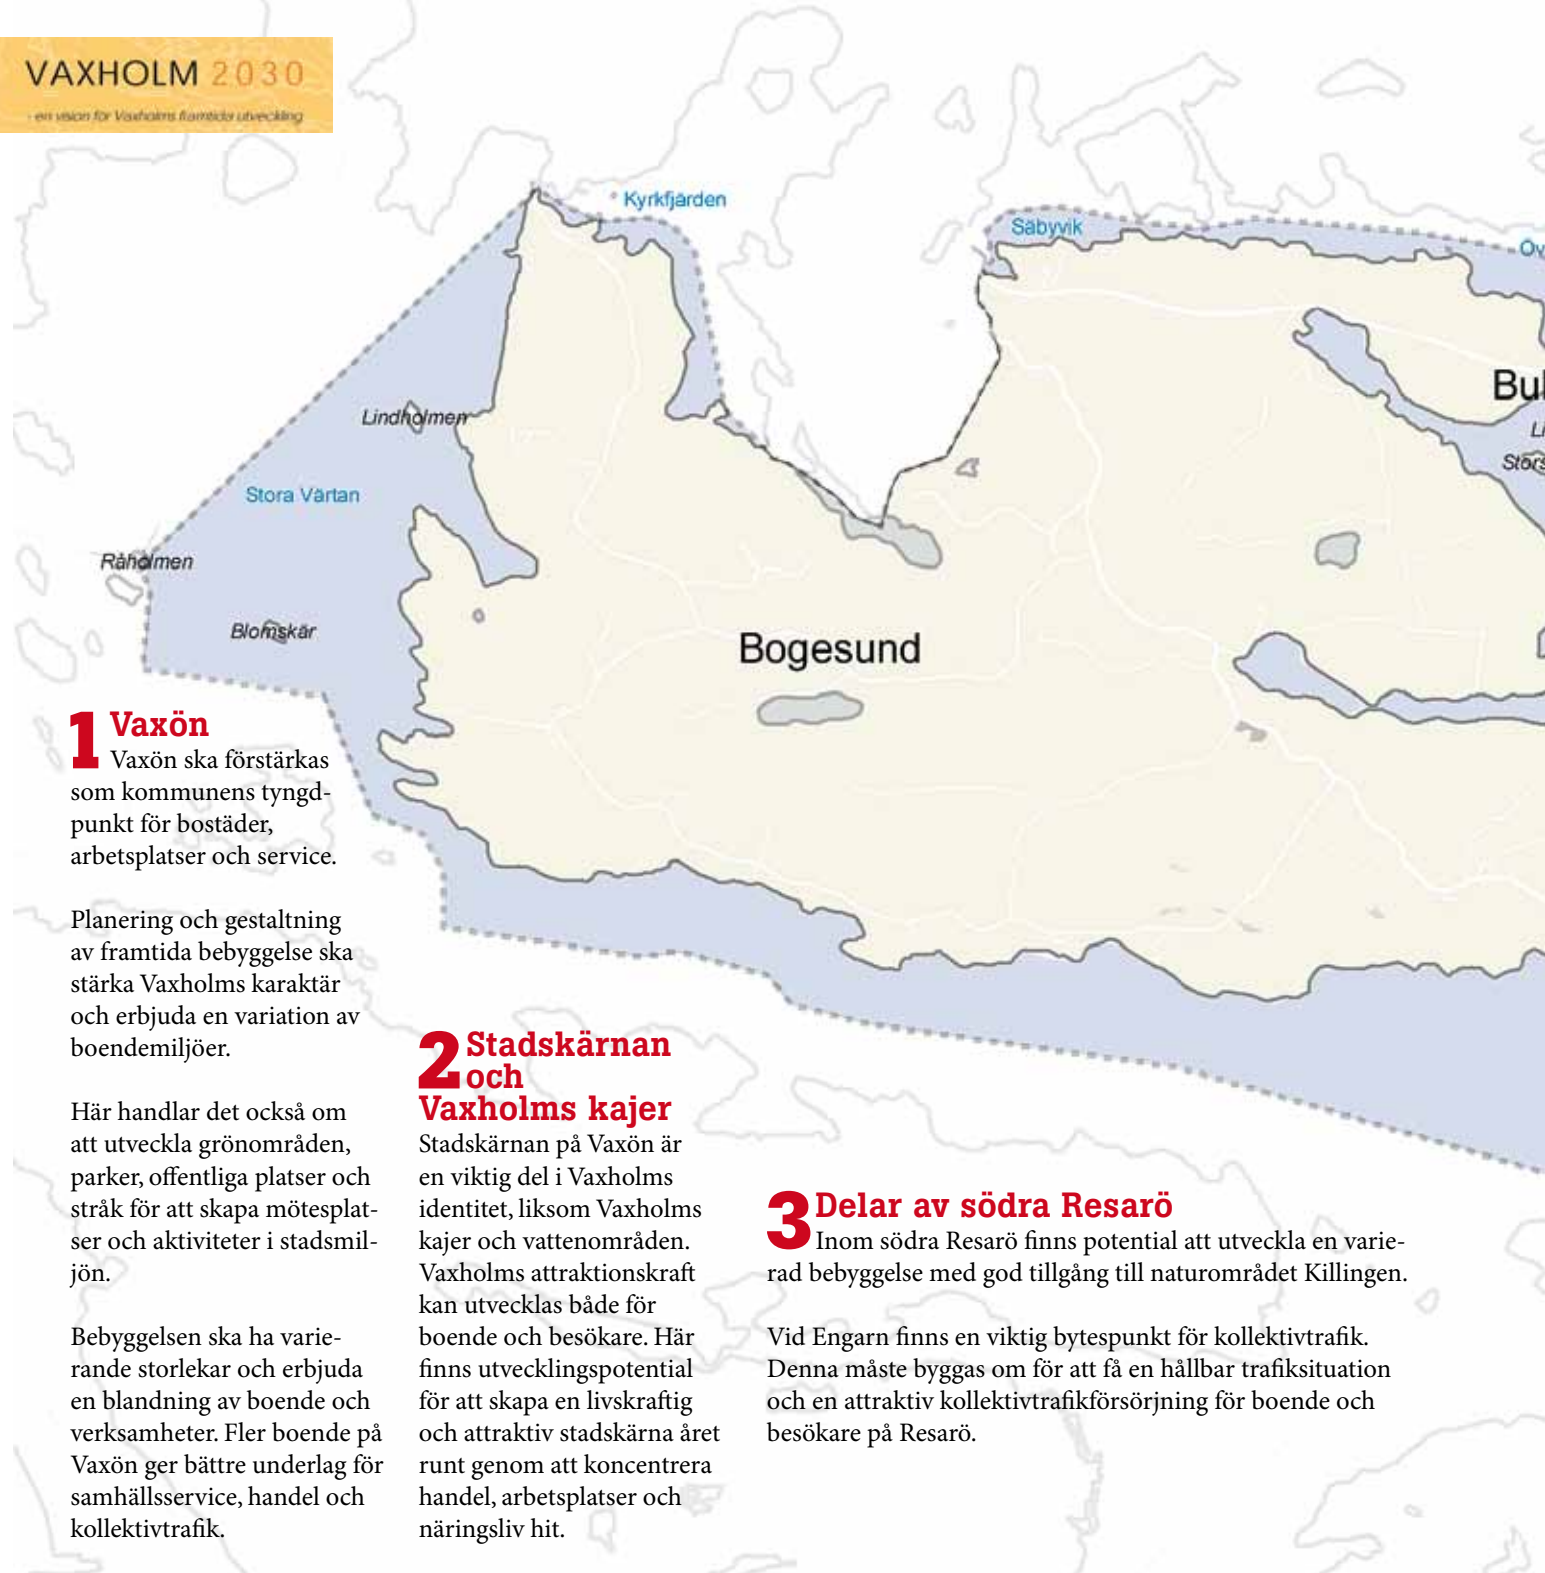 VAXHOLM 2030
- en vision för Vaxholms framtida utveckling
Kyrkfjärden
Säbyvik
Öv
Bul
Lindholmen
Stora Värtan
Råholmen
Blomskär
Bogesund
1 Vaxön
Vaxön ska förstärkas
som kommunens tyngd-
punkt för bostäder,
arbetsplatser och service.
Planering och gestaltning
av framtida bebyggelse ska
stärka Vaxholms karaktär
och erbjuda en variation av
boendemiljöer.
Här handlar det också om
att utveckla grönområden,
parker, offentliga platser och
stråk för att skapa mötesplat-
ser och aktiviteter i stadsmil-
jön.
Bebyggelsen ska ha varie-
rande storlekar och erbjuda
en blandning av boende och
verksamheter. Fler boende på
Vaxön ger bättre underlag för
samhällsservice, handel och
kollektivtrafik.
2 Stadskärnan
och
Vaxholms kajer
Stadskärnan på Vaxön är
en viktig del i Vaxholms
identitet, liksom Vaxholms
kajer och vattenområden.
Vaxholms attraktionskraft
kan utvecklas både för
boende och besökare. Här
finns utvecklingspotential
för att skapa en livskraftig
och attraktiv stadskärna året
runt genom att koncentrera
handel, arbetsplatser och
näringsliv hit.
3 Delar av södra Resarö
Inom södra Resarö finns potential att utveckla en varie-
rad bebyggelse med god tillgång till naturområdet Killingen.
Vid Engarn finns en viktig bytespunkt för kollektivtrafik.
Denna måste byggas om för att få en hållbar trafiksituation
och en attraktiv kollektivtrafikförsörjning för boende och
besökare på Resarö.